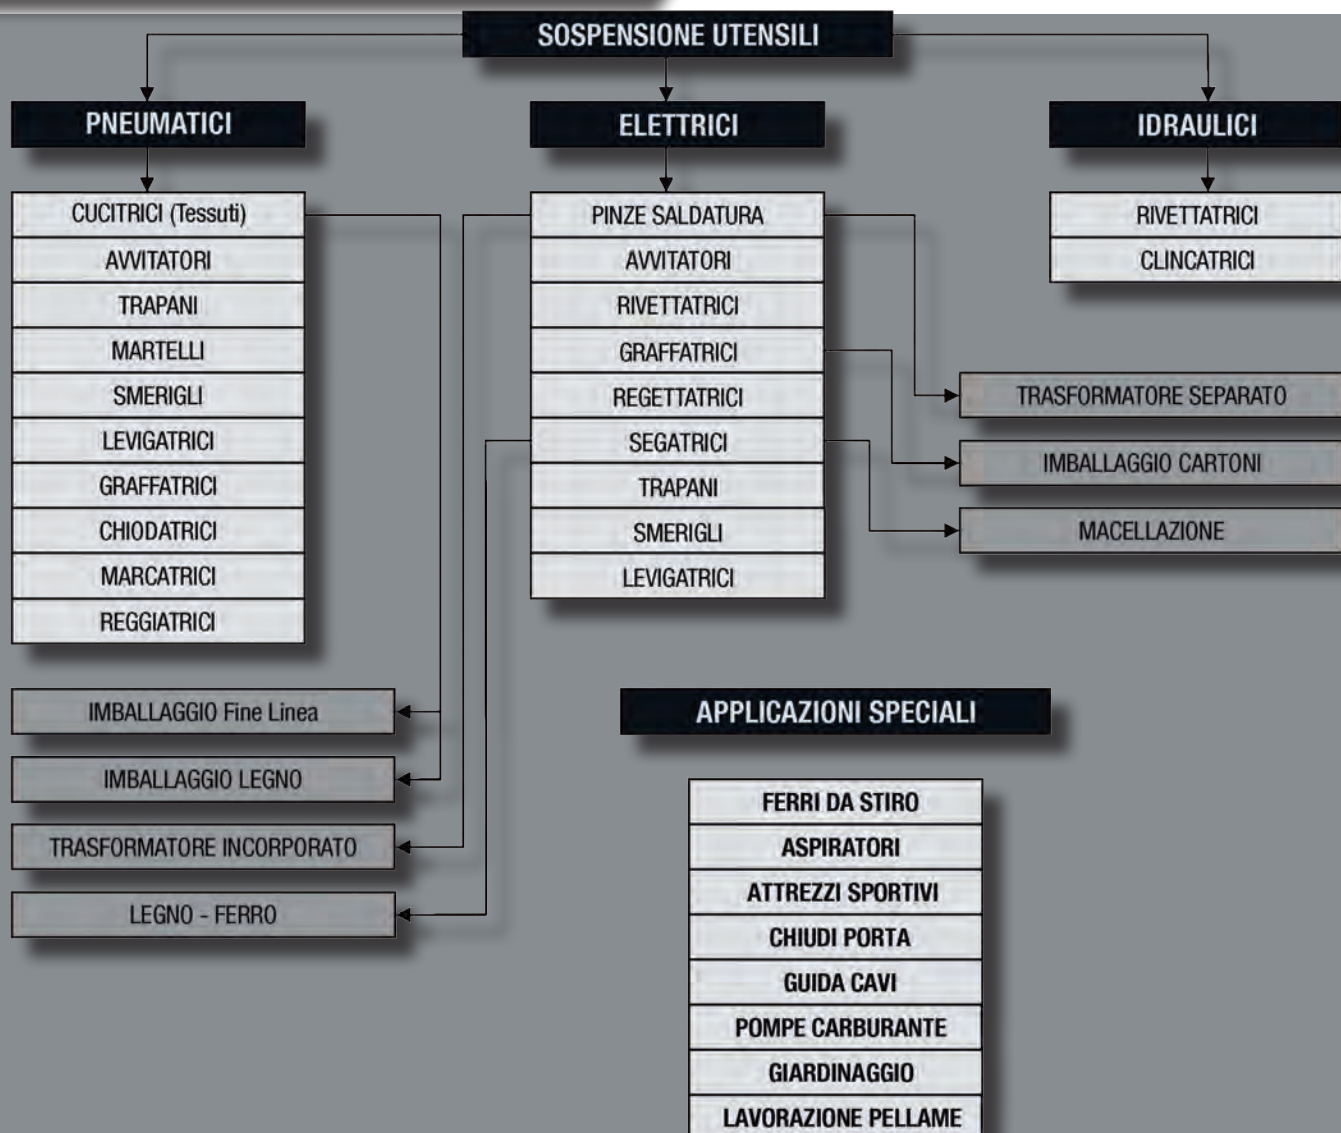 SOSPENSIONE UTENSILI
PNEUMATICI
CUCITRICI (Tessuti)
AVVITATORI
TRAPANI
MARTELLI
SMERIGLI
LEVIGATRICI
GRAFFATRICI
CHIODATRICI
MARCATRICI
REGGIATRICI
ELETTRICI
PINZE SALDATURA
AVVITATORI
RIVETTATRICI
GRAFFATRICI
REGETTATRICI
SEGATRICI
TRAPANI
SMERIGLI
LEVIGATRICI
IDRAULICI
RIVETTATRICI
CLINCATRICI
TRASFORMATORE SEPARATO
IMBALLAGGIO CARTONI
MACELLAZIONE
IMBALLAGGIO Fine Linea
IMBALLAGGIO LEGNO
TRASFORMATORE INCORPORATO
LEGNO - FERRO
APPLICAZIONI SPECIALI
FERRI DA STIRO
ASPIRATORI
ATTREZZI SPORTIVI
CHIUDI PORTA
GUIDA CAVI
POMPE CARBURANTE
GIARDINAGGIO
LAVORAZIONE PELLAME